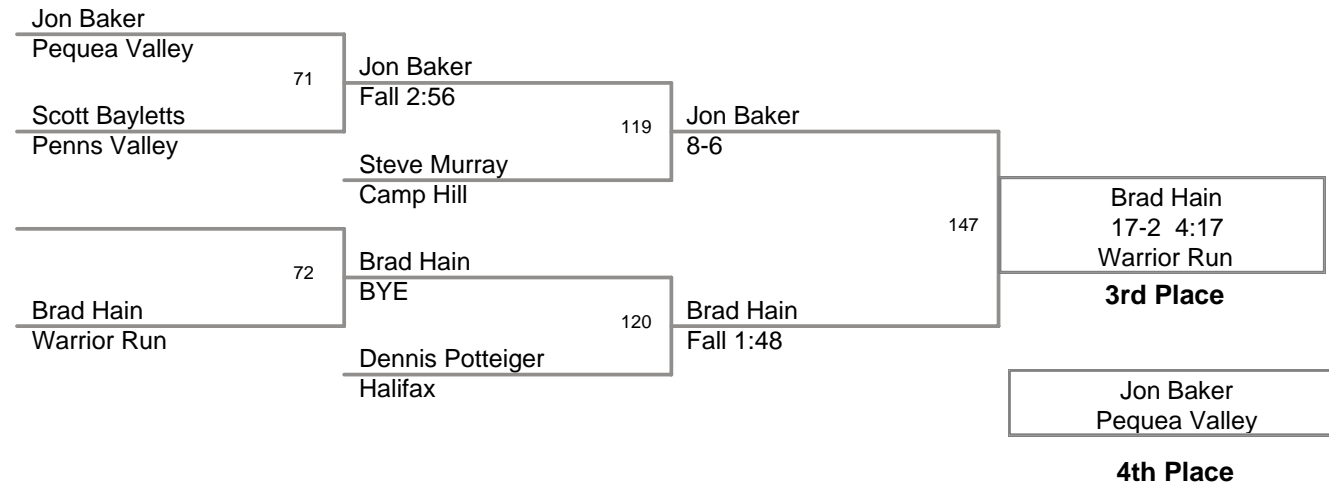 Jon Baker
Pequea Valley
71
Scott Bayletts
Penns Valley
Jon Baker
Fall 2:56
119
Steve Murray
Camp Hill
Jon Baker
8-6
72
Brad Hain
Warrior Run
Brad Hain
BYE
120
Dennis Potteiger
Halifax
Brad Hain
Fall 1:48
147
Brad Hain
17-2 4:17
Warrior Run
3rd Place
Jon Baker
Pequea Valley
4th Place